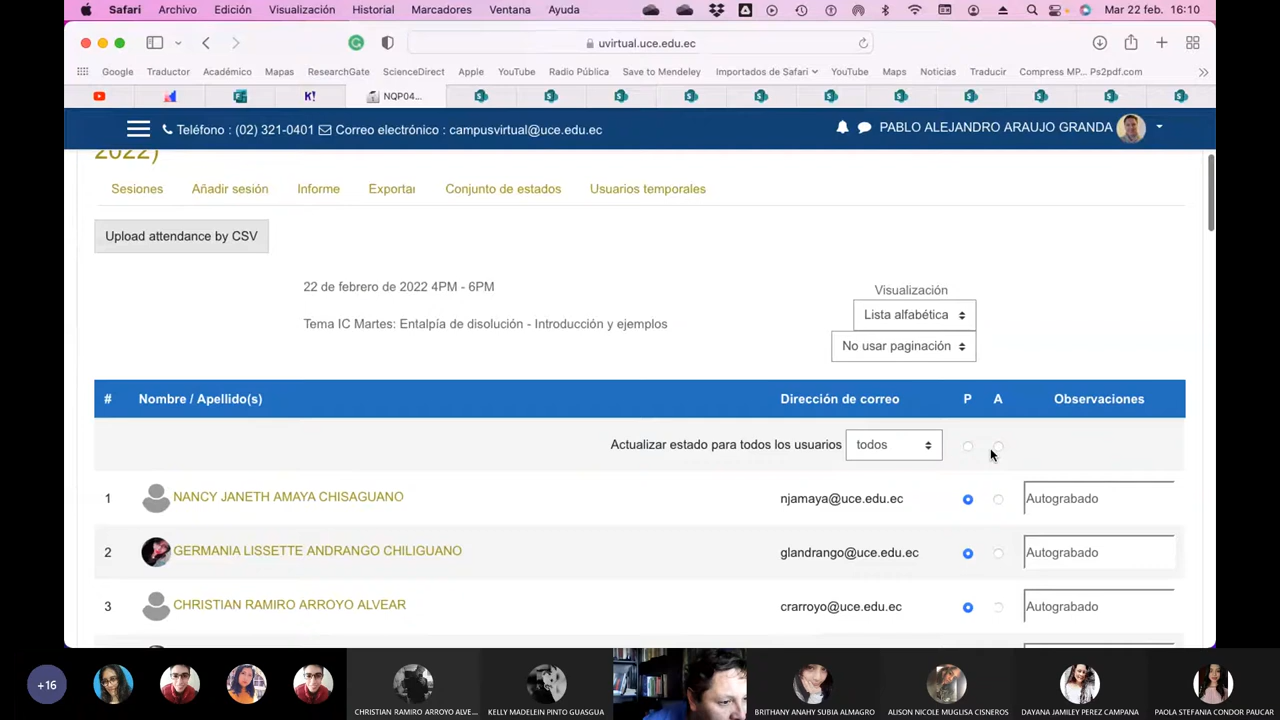 Safari Archivo Edición Visualización Historial Marcadores Ventana Ayuda Mar 22 feb. 16:10
uvirtual.uce.edu.ec
Google Traductor Académico Mapas ResearchGate ScienceDirect Apple YouTube Radio Pública Save to Mendeley Importados de Safari YouTube Maps Noticias Traducir Compress MP... Ps2pdf.com
NQP04...
Teléfono : (02) 321-0401 Correo electrónico : campusvirtual@uce.edu.ec PABLO ALEJANDRO ARAUJO GRANDA
2022)
Sesiones Añadir sesión Informe Exportar Conjunto de estados Usuarios temporales
Upload attendance by CSV
22 de febrero de 2022 4PM - 6PM
Visualización
Lista alfabética
Tema IC Martes: Entalpía de disolución - Introducción y ejemplos
No usar paginación
# Nombre / Apellido(s) Dirección de correo P A Observaciones
Actualizar estado para todos los usuarios todos
1 NANCY JANETH AMAYA CHISAGUANO njamaya@uce.edu.ec Autograbado
2 GERMANIA LISSETTE ANDRANGO CHILIGUANO glandrango@uce.edu.ec Autograbado
3 CHRISTIAN RAMIRO ARROYO ALVEAR crarroyo@uce.edu.ec Autograbado
+16
CHRISTIAN RAMIRO ARROYO ALVE... KELLY MADELEIN PINTO GUASGUA BRITHANY ANAHY SUBIA ALMAGRO ALISON NICOLE MUGLISA CISNEROS DAYANA JAMILEY PEREZ CAMPANA PAOLA STEFANIA CONDOR PAUCAR